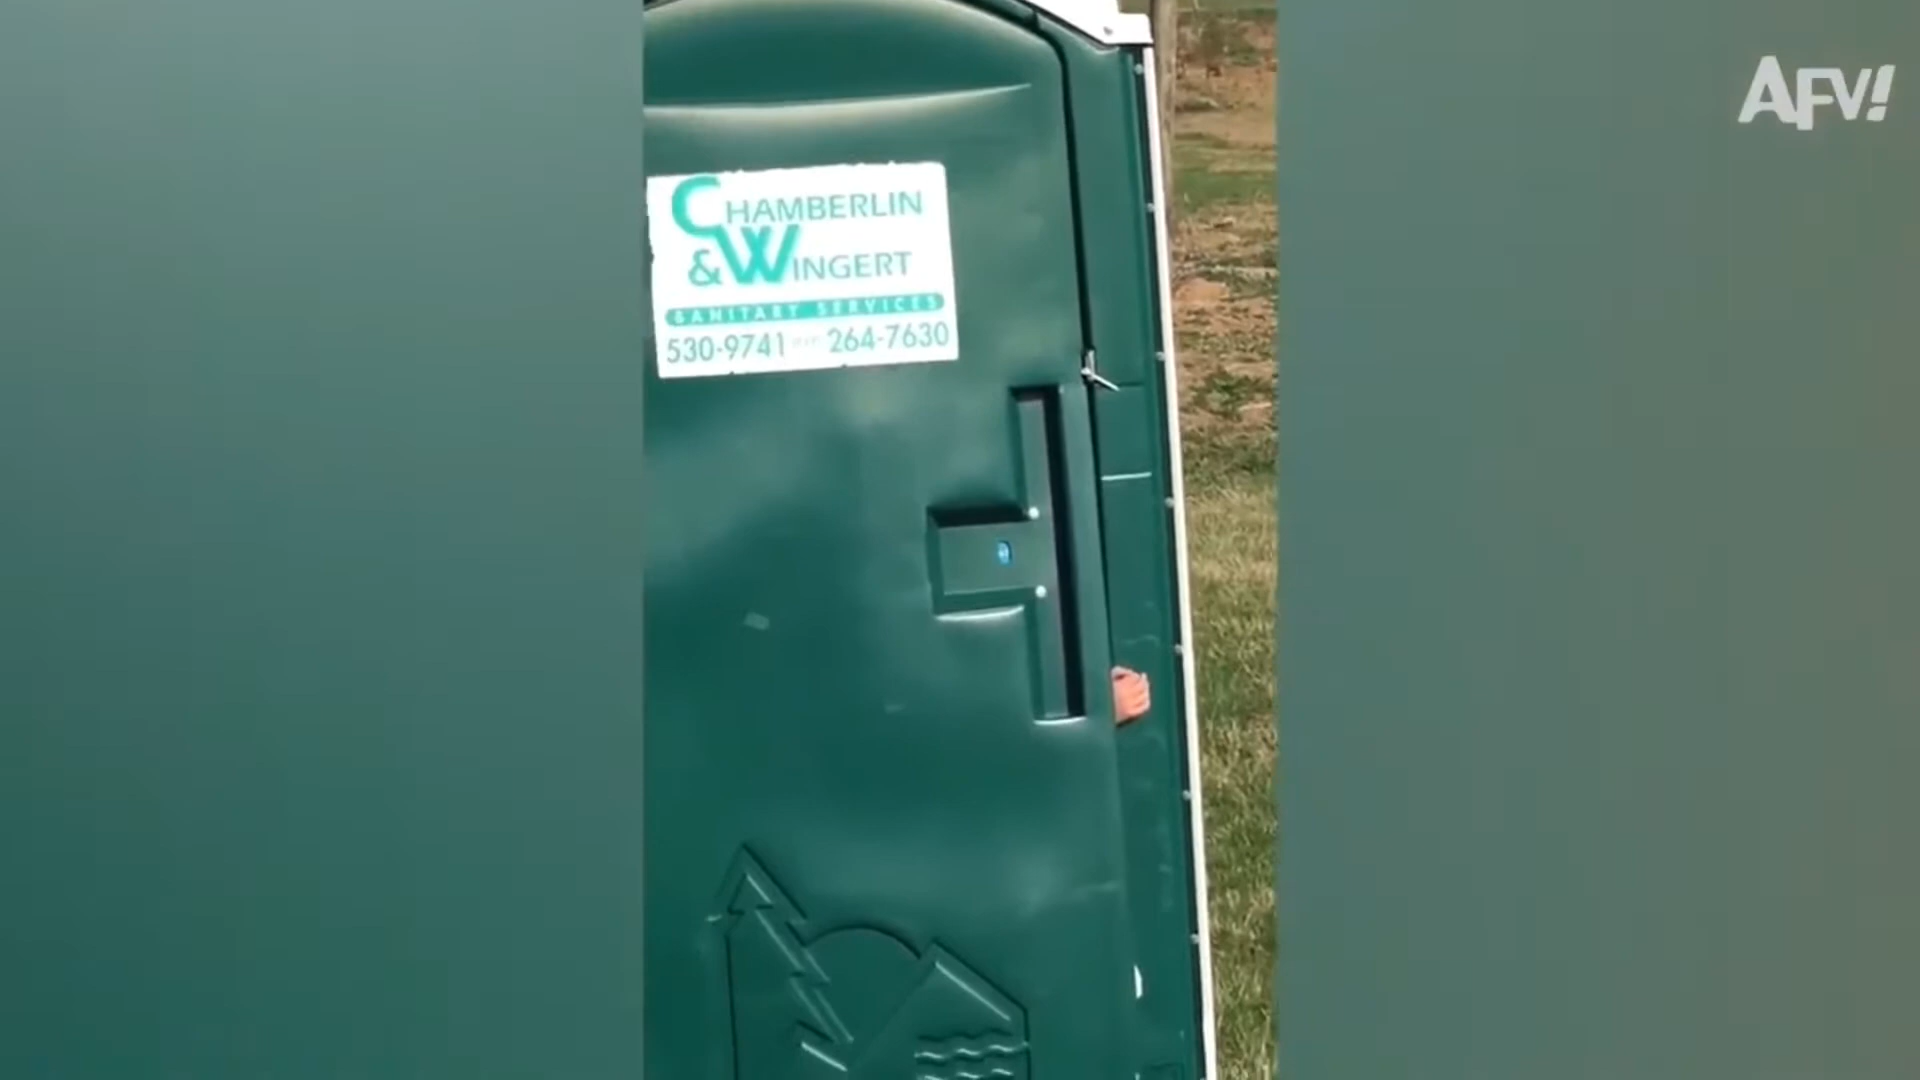 AFV!
CHAMBERLIN
& WINGERT
SANITARY SERVICES
530-9741 264-7630